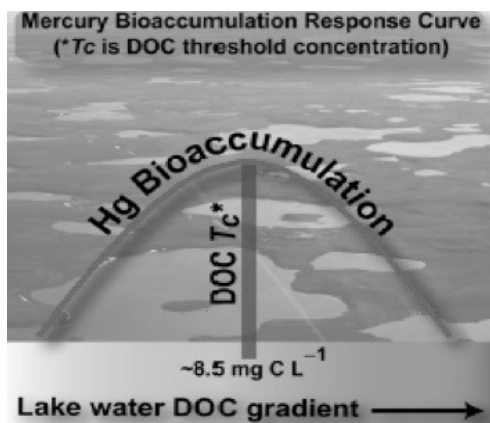 Mercury Bioaccumulation Response Curve
(*Tc is DOC threshold concentration)
Hg Bioaccumulation
DOC Tc*
~8.5 mg C L⁻¹
Lake water DOC gradient